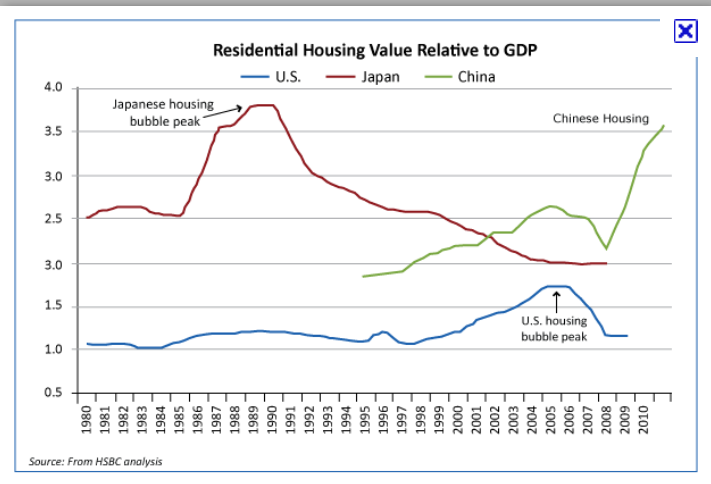 Residential Housing Value Relative to GDP
U.S. Japan China
4.0
3.5
3.0
2.5
3.0
1.5
1.0
0.5
Japanese housing
bubble peak
Chinese Housing
U.S. housing
bubble peak
1980 1981 1982 1983 1984 1985 1986 1987 1988 1989 1990 1991 1992 1993 1994 1995 1996 1997 1998 1999 2000 2001 2002 2003 2004 2005 2006 2007 2008 2009 2010
Source: From HSBC analysis